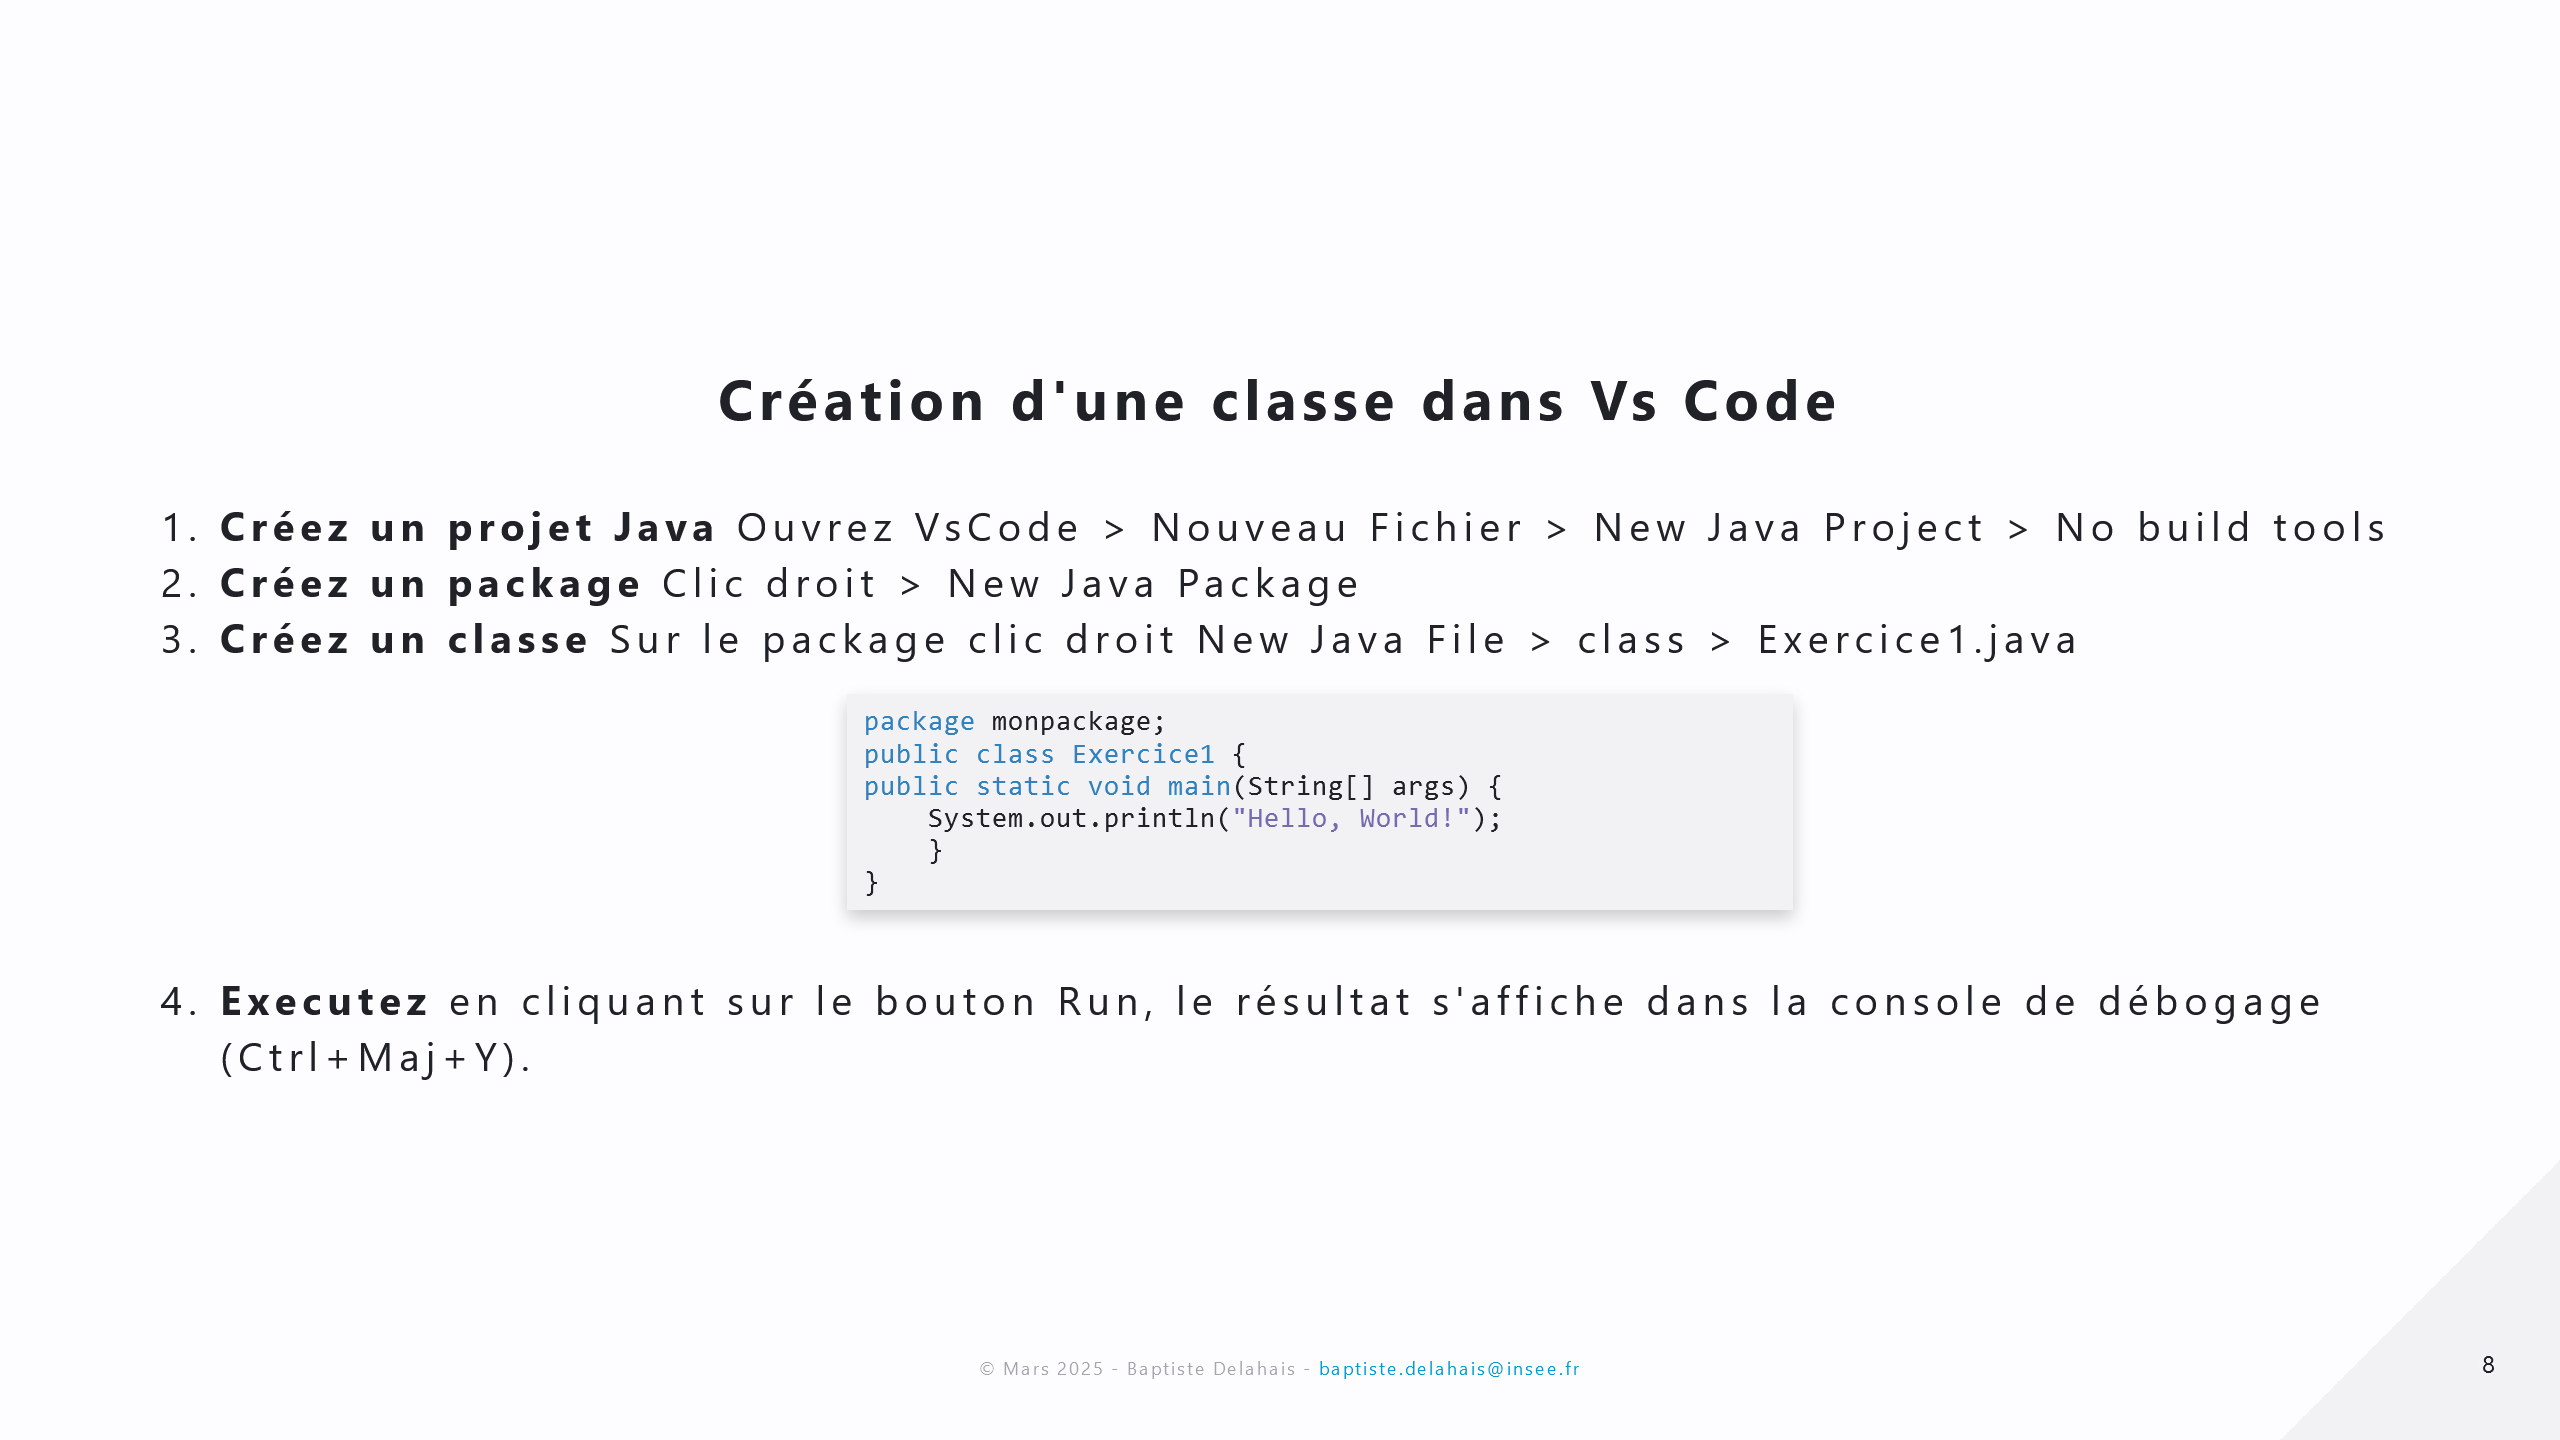 Création d'une classe dans Vs Code
1. Créez un projet Java Ouvrez VsCode > Nouveau Fichier > New Java Project > No build tools
2. Créez un package Clic droit > New Java Package
3. Créez un classe Sur le package clic droit New Java File > class > Exercice1.java
package monpackage;
public class Exercice1 {
public static void main(String[] args) {
    System.out.println("Hello, World!");
    }
}
4. Executez en cliquant sur le bouton Run, le résultat s'affiche dans la console de débogage
(Ctrl+Maj+Y).
© Mars 2025 - Baptiste Delahais - baptiste.delahais@insee.fr
8